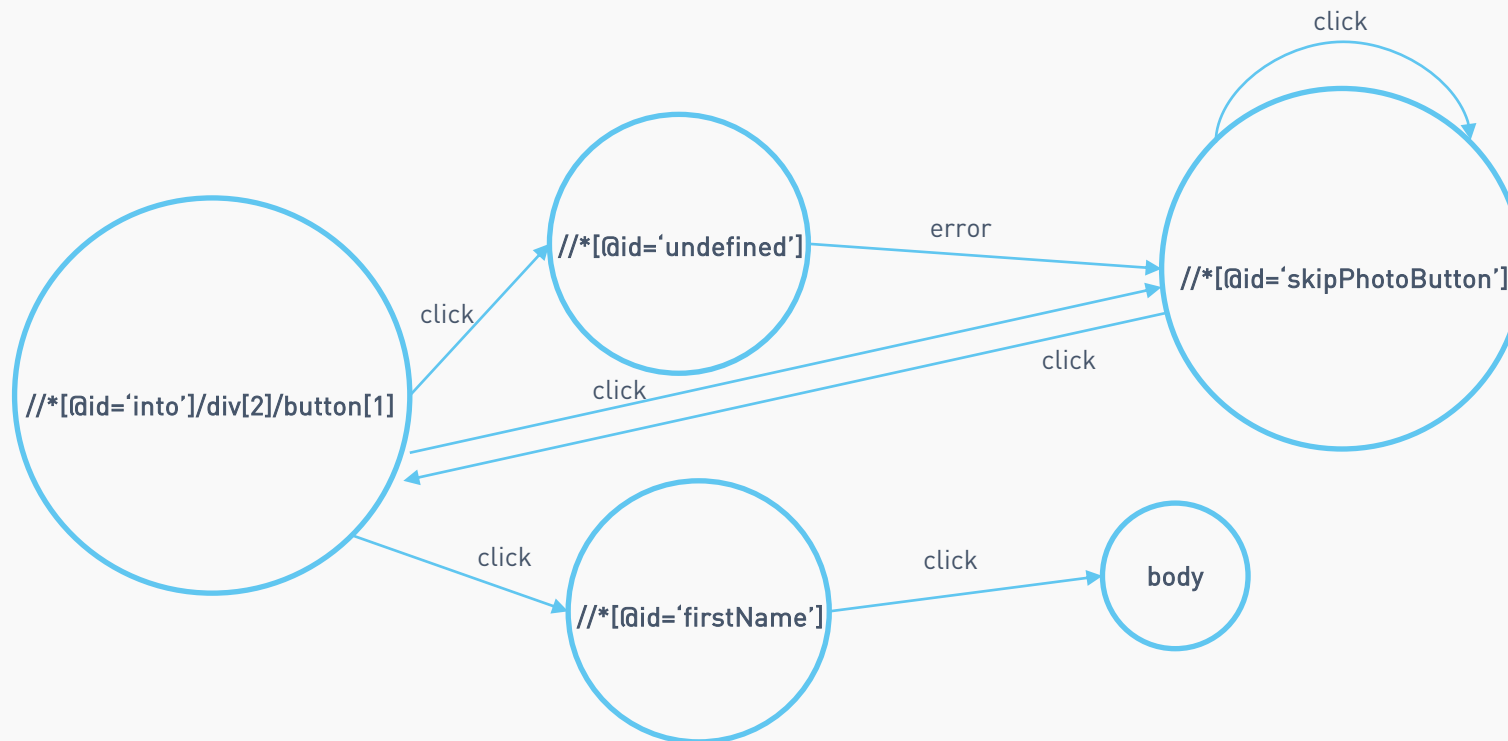 click
error
//*[@id=‘undefined’]
//*[@id=‘skipPhotoButton’]
click
click
click
//*[@id=‘into’]/div[2]/button[1]
click
click
body
//*[@id=‘firstName’]